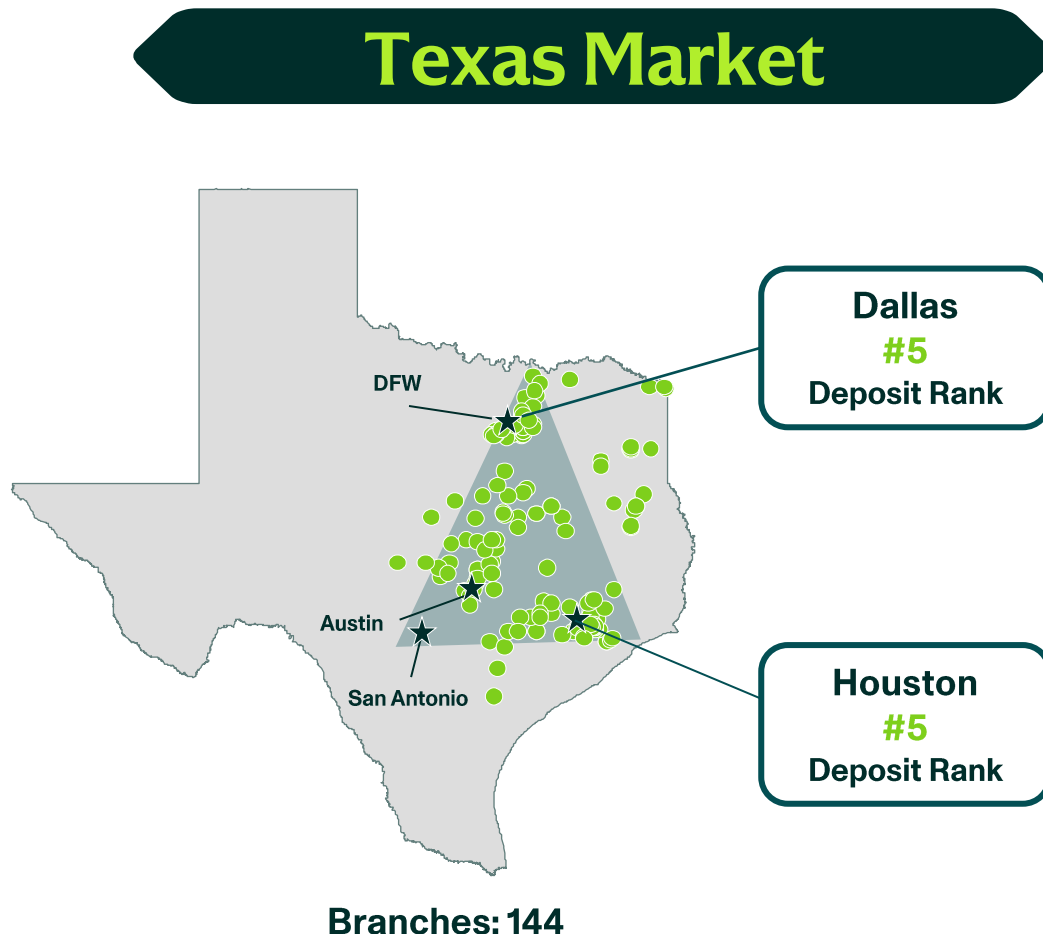 Texas Market
Dallas
#5
Deposit Rank
DFW
Austin
San Antonio
Houston
#5
Deposit Rank
Branches: 144